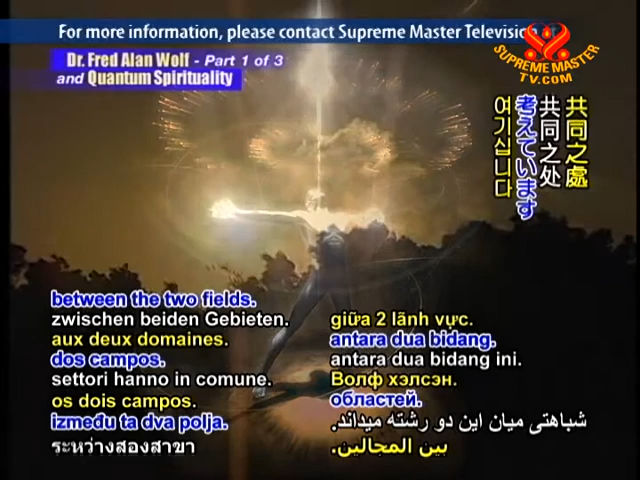 For more information, please contact Supreme Master Television
SUPREME MASTER
TV.COM
Dr. Fred Alan Wolf - Part 1 of 3
and Quantum Spirituality
共同之處
共同之处
考えています
여기십니다
between the two fields.
zwischen beiden Gebieten.
aux deux domaines.
dos campos.
settori hanno in comune.
os dois campos.
između ta dva polja.
ระหว่างสองสาขา
giữa 2 lãnh vực.
antara dua bidang.
antara dua bidang ini.
Волф хэлсэн.
областей.
شباهتی میان این دو رشته میداند.
بين المجالين.